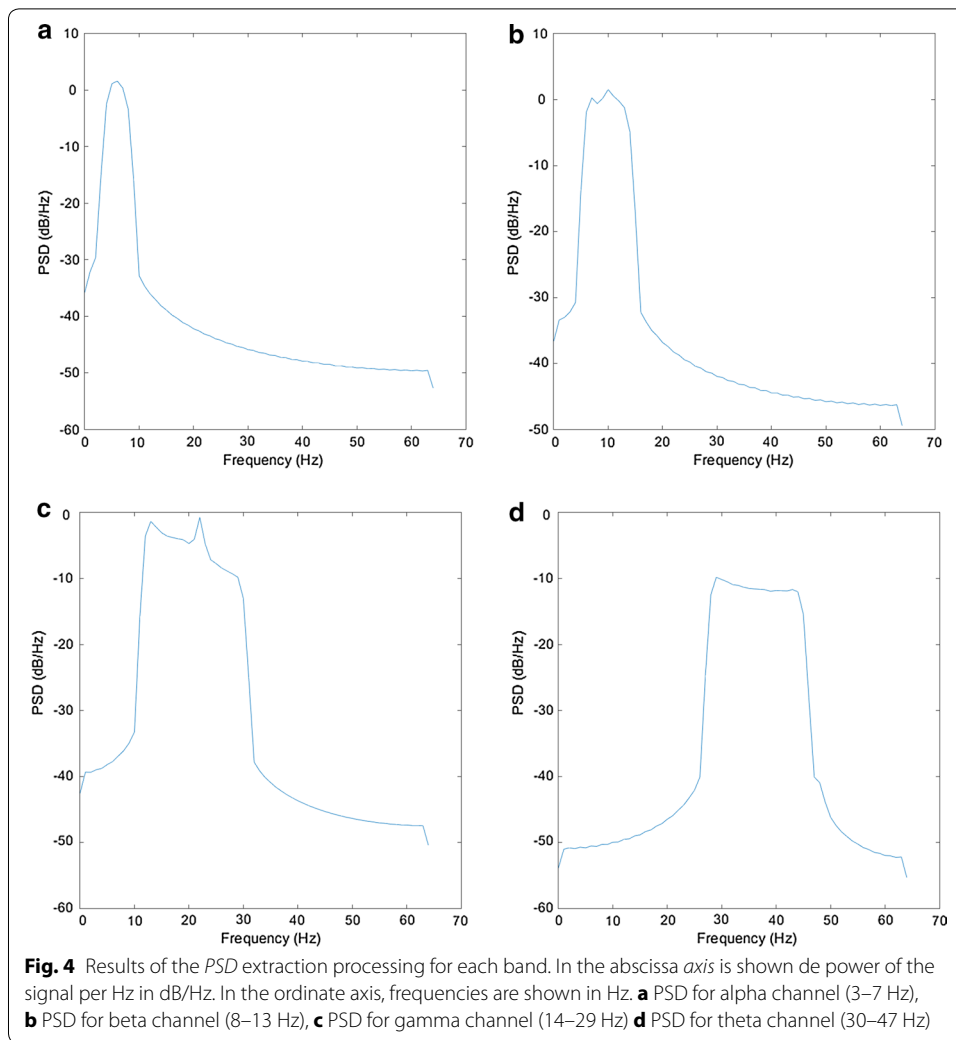 a
10
0
-10
-20
-30
-40
-50
-60
PSD (dB/Hz)
0 10 20 30 40 50 60 70
Frequency (Hz)
b
10
0
-10
-20
-30
-40
-50
PSD (dB/Hz)
0 10 20 30 40 50 60 70
Frequency (Hz)
c
0
-10
-20
-30
-40
-50
-60
PSD (dB/Hz)
0 10 20 30 40 50 60 70
Frequency (Hz)
d
0
-10
-20
-30
-40
-50
-60
PSD (dB/Hz)
0 10 20 30 40 50 60 70
Frequency (Hz)
Fig. 4 Results of the PSD extraction processing for each band. In the abscissa axis is shown de power of the
signal per Hz in dB/Hz. In the ordinate axis, frequencies are shown in Hz. a PSD for alpha channel (3–7 Hz),
b PSD for beta channel (8–13 Hz), c PSD for gamma channel (14–29 Hz) d PSD for theta channel (30–47 Hz)